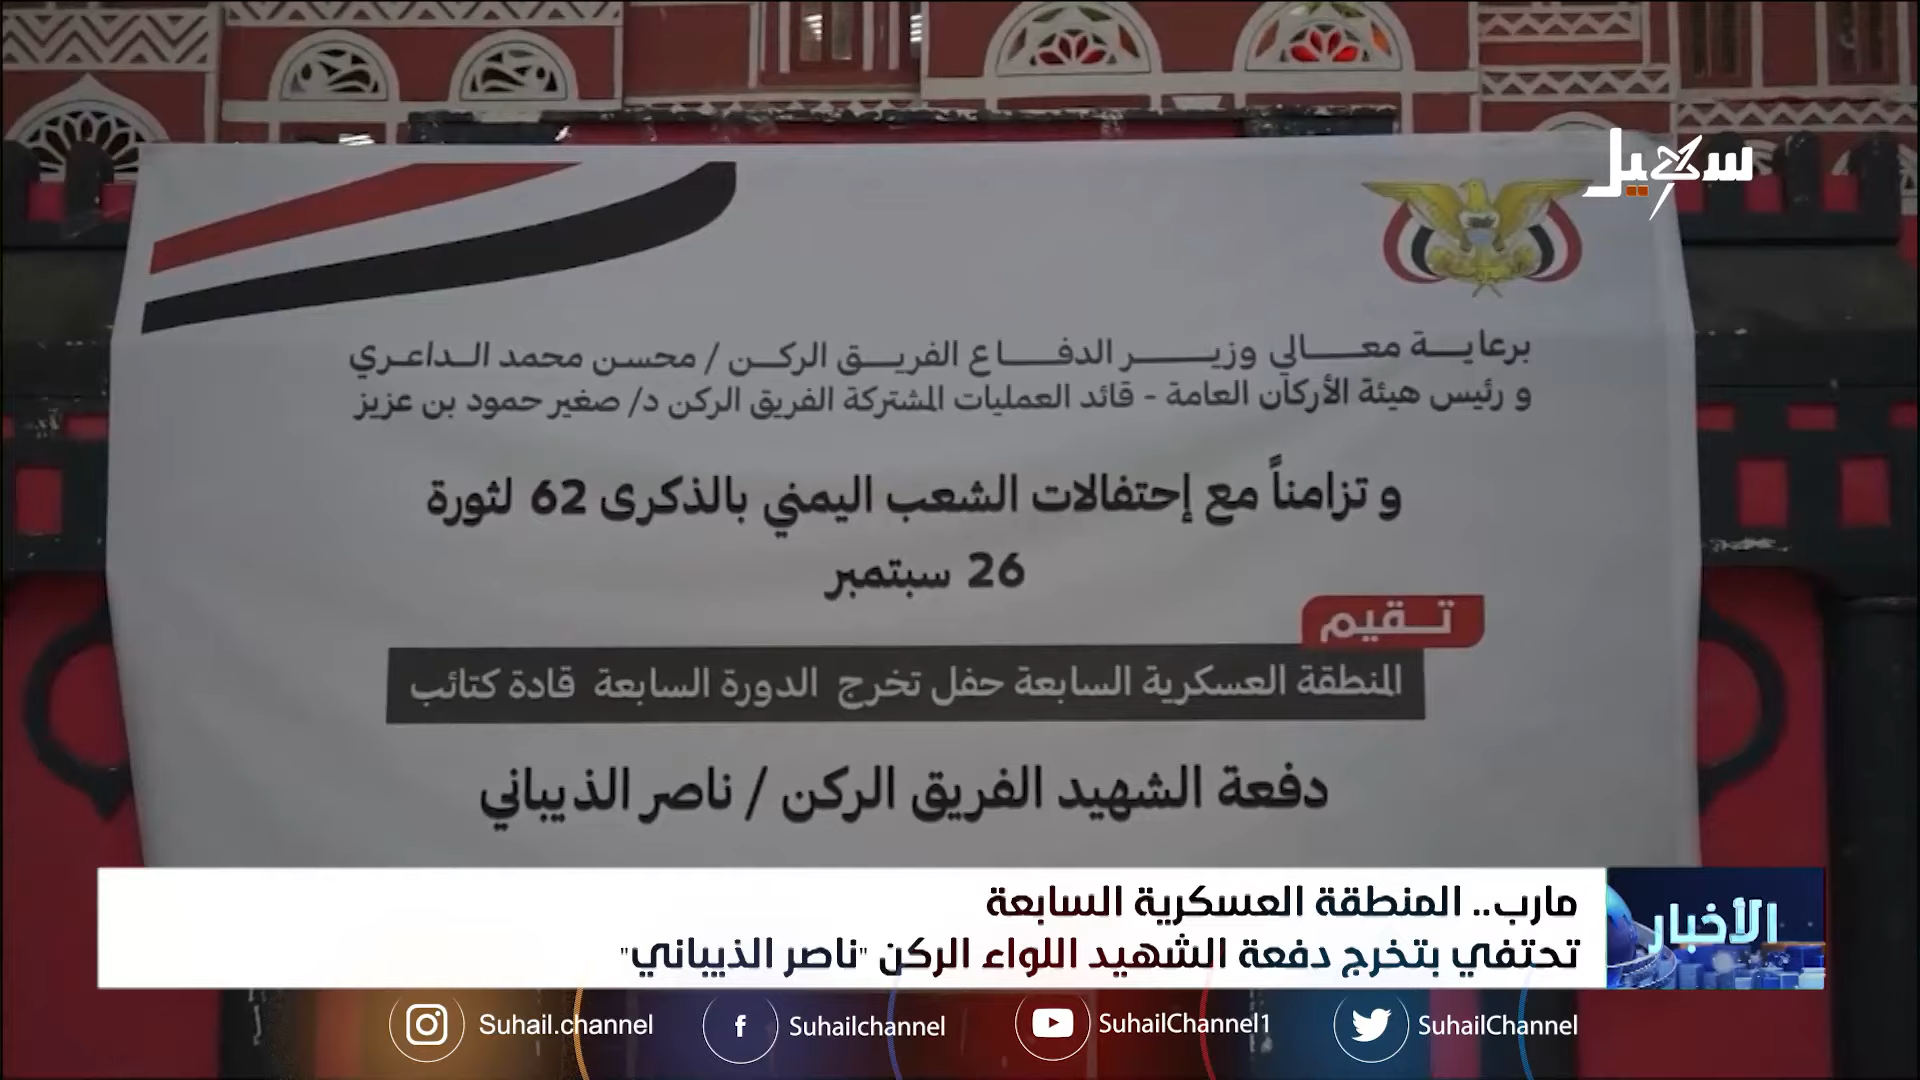 سهيل
برعاية معالي وزير الدفاع الفريق الركن / محسن محمد الداعري
و رئيس هيئة الأركان العامة - قائد العمليات المشتركة الفريق الركن د/ صغير حمود بن عزيز
و تزامناً مع إحتفالات الشعب اليمني بالذكرى 62 لثورة
26 سبتمبر
تقيم
المنطقة العسكرية السابعة حفل تخرج الدورة السابعة قادة كتائب
دفعة الشهيد الفريق الركن / ناصر الذيباني
الأخبار
مارب.. المنطقة العسكرية السابعة
تحتفي بتخرج دفعة الشهيد اللواء الركن "ناصر الذيباني"
Suhail.channel
Suhailchannel
SuhailChannel1
SuhailChannel